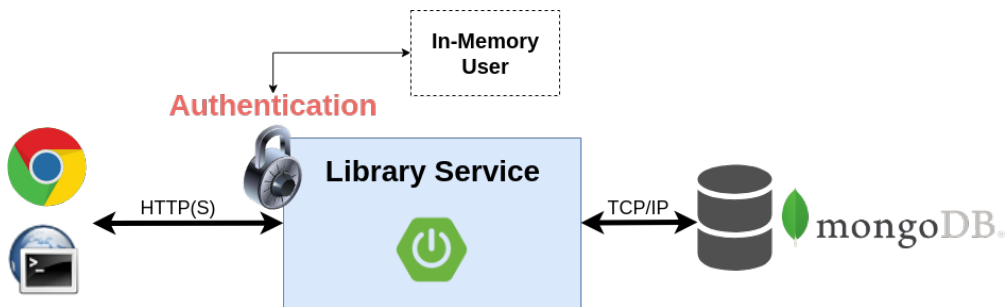 In-Memory
User
Authentication
Library Service
HTTP(S)
TCP/IP
mongoDB®
>_